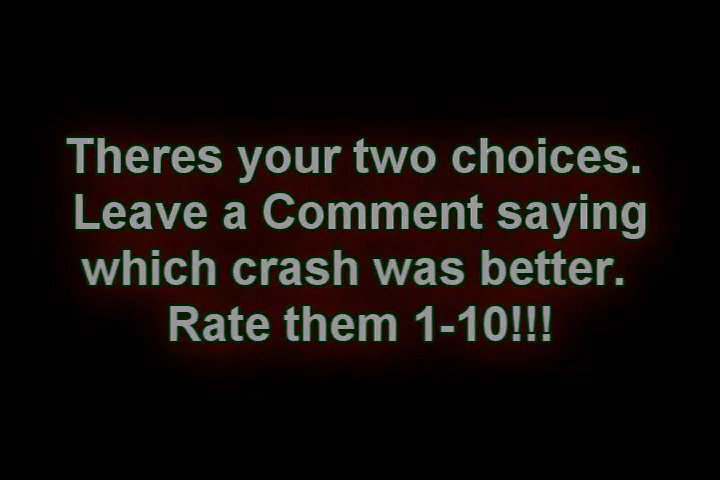 Theres your two choices.
Leave a Comment saying
which crash was better.
Rate them 1-10!!!